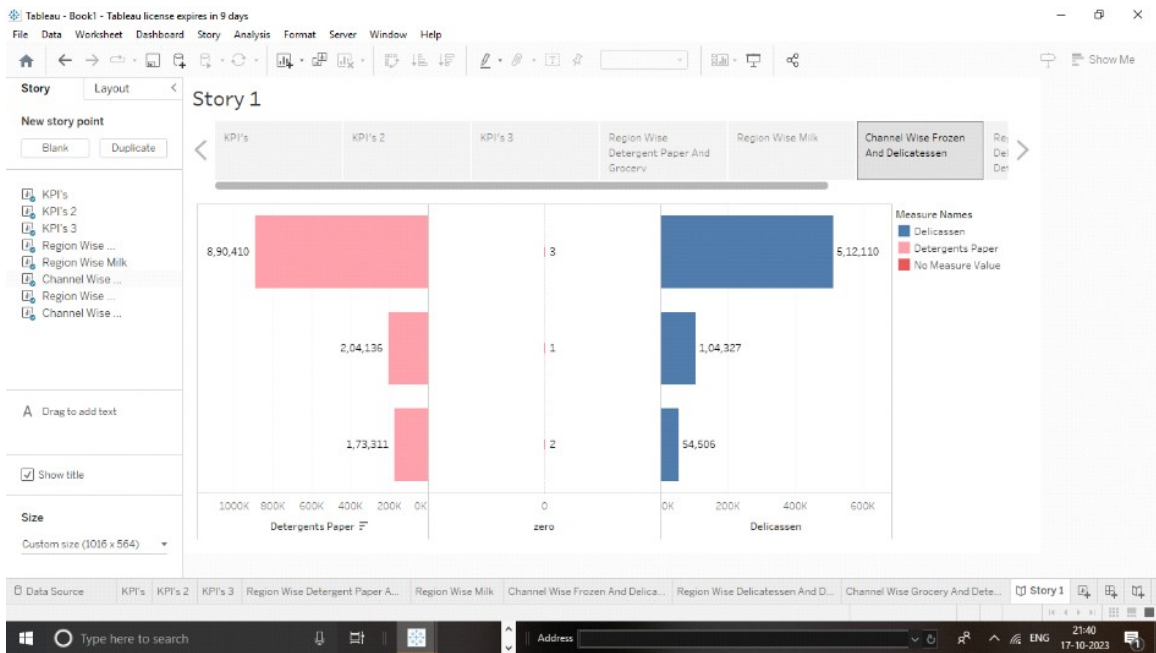 Tableau - Book1 - Tableau license expires in 9 days
File Data Worksheet Dashboard Story Analysis Format Server Window Help
Show Me
Story Layout
New story point
Blank Duplicate
KPI's
KPI's 2
KPI's 3
Region Wise ...
Region Wise Milk
Channel Wise ...
Region Wise ...
Channel Wise ...
A Drag to add text
Show title
Size
Custom size (1016 x 564)
Story 1
KPI's
KPI's 2
KPI's 3
Region Wise
Detergent Paper And
Grocery
Region Wise Milk
Channel Wise Frozen
And Delicatessen
Reg
Del
Det
8,90,410 3 5,12,110
2,04,136 1 1,04,327
1,73,311 2 54,506
1000K 800K 600K 400K 200K 0K 0 0K 200K 400K 600K
Detergents Paper zero Delicassen
Measure Names
Delicassen
Detergents Paper
No Measure Value
Data Source KPI's KPI's 2 KPI's 3 Region Wise Detergent Paper A... Region Wise Milk Channel Wise Frozen And Delica... Region Wise Delicatessen And D... Channel Wise Grocery And Dete... Story 1
Type here to search Address ENG 21:40
17-10-2023